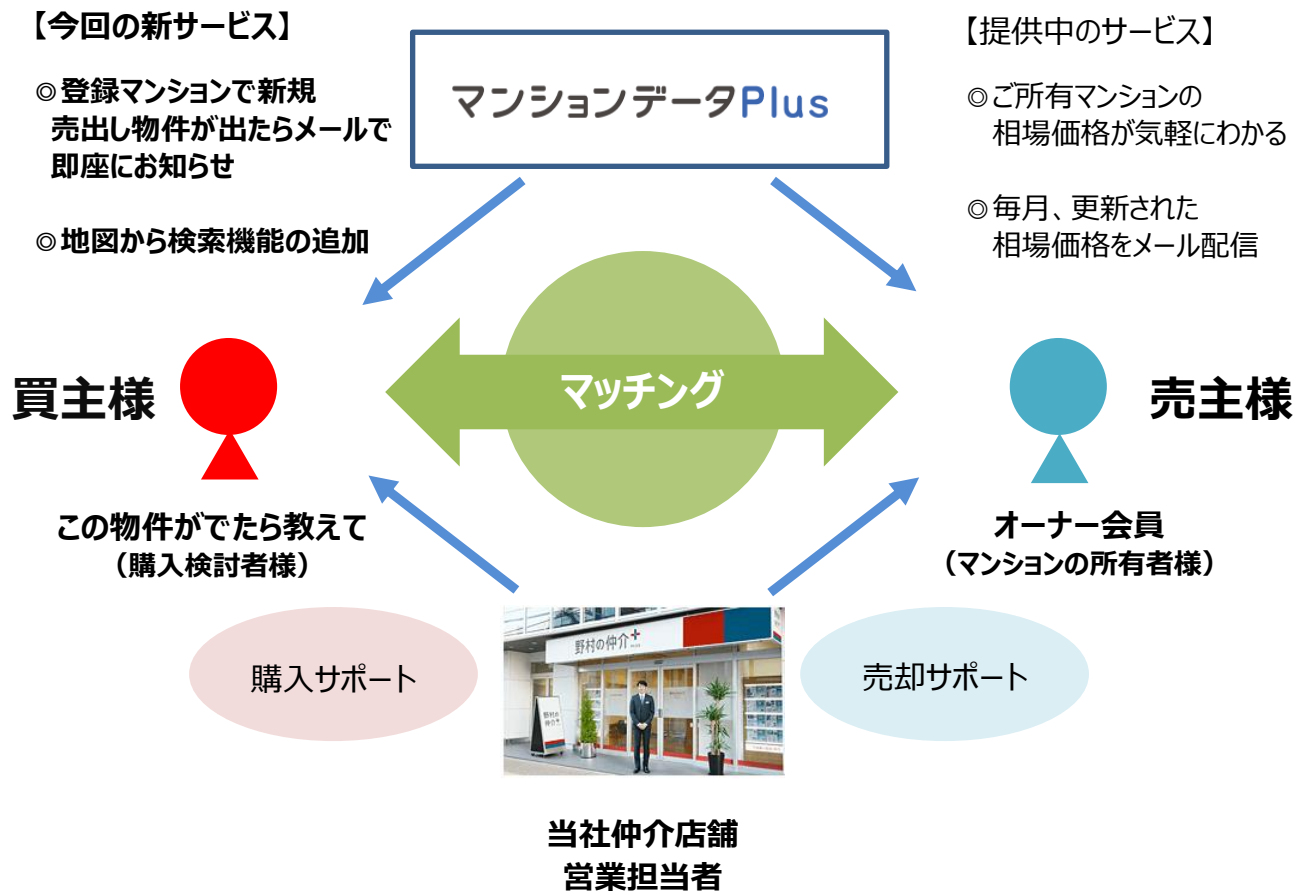 【今回の新サービス】
◎登録マンションで新規
売出し物件が出たらメールで
即座にお知らせ
◎地図から検索機能の追加
マンションデータPlus
【提供中のサービス】
◎ご所有マンションの
相場価格が気軽にわかる
◎毎月、更新された
相場価格をメール配信
買主様
マッチング
売主様
この物件がでたら教えて
（購入検討者様）
オーナー会員
（マンションの所有者様）
購入サポート
野村の仲介+
野村の
仲介+
売却サポート
当社仲介店舗
営業担当者